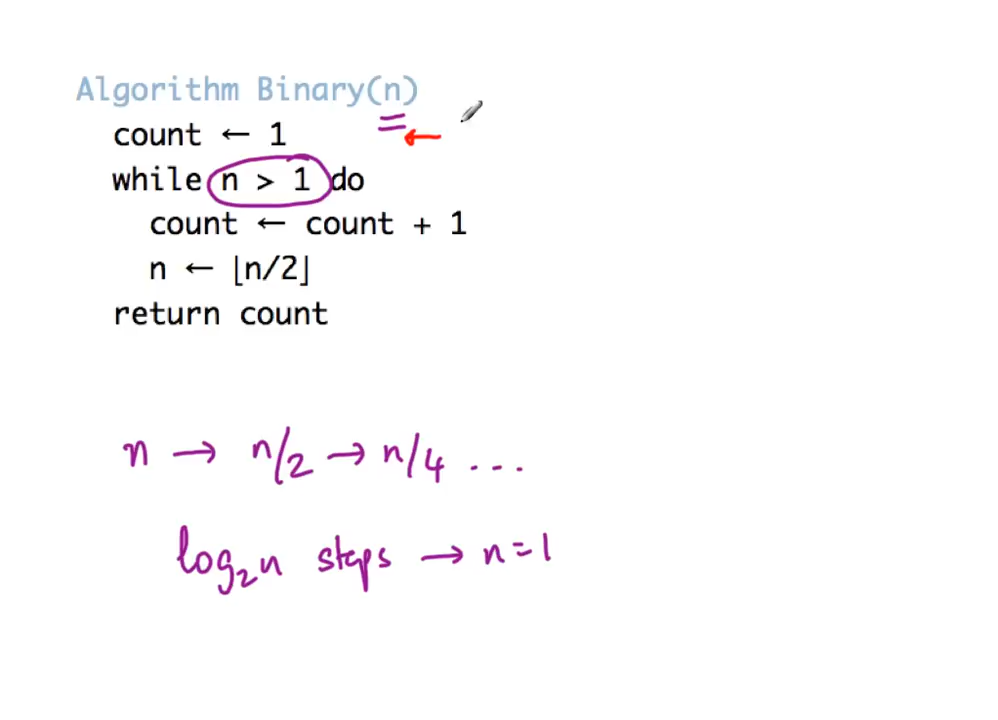 Algorithm Binary(n)
count ← 1
while n > 1 do
count ← count + 1
n ← ⌊n/2⌋
return count
n → n/2 → n/4 ...
log₂n steps → n=1